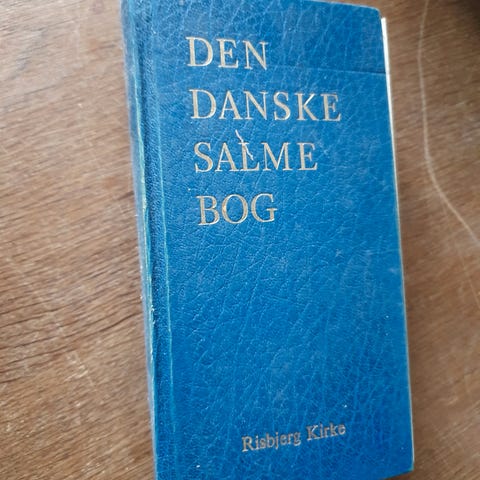 DEN
DANSKE
SALME
BOG
Risbjerg Kirke